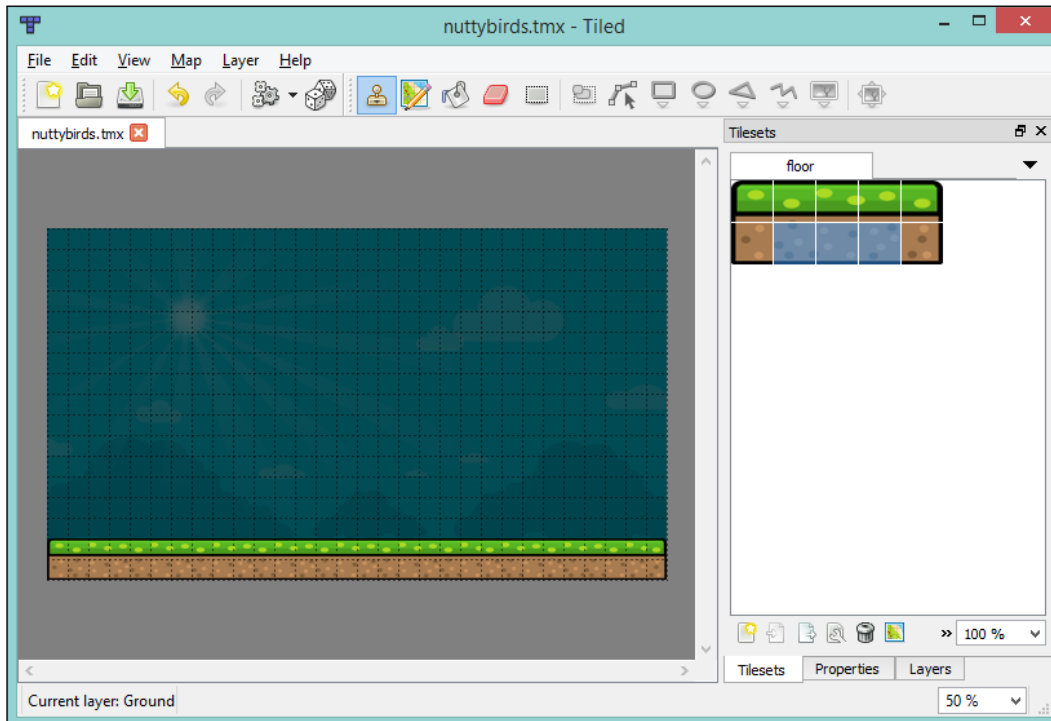 nuttybirds.tmx - Tiled
File Edit View Map Layer Help
nuttybirds.tmx
Tilesets
floor
» 100 %
Tilesets Properties Layers
Current layer: Ground
50 %